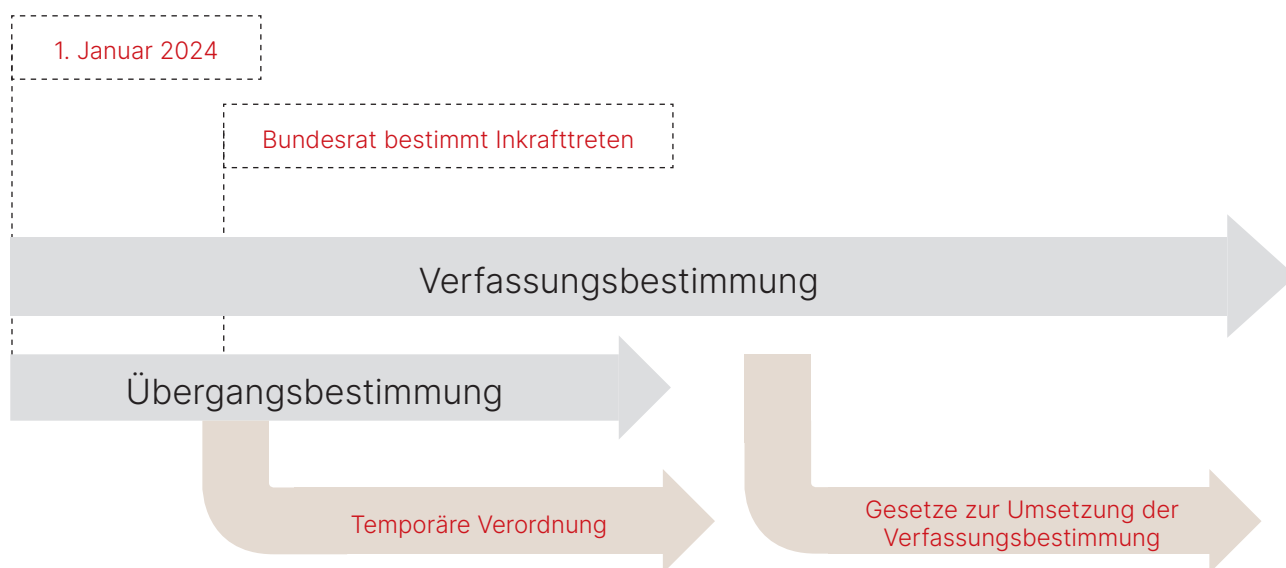 1. Januar 2024
Bundesrat bestimmt Inkrafttreten
Verfassungsbestimmung
Übergangsbestimmung
Temporäre Verordnung
Gesetze zur Umsetzung der
Verfassungsbestimmung